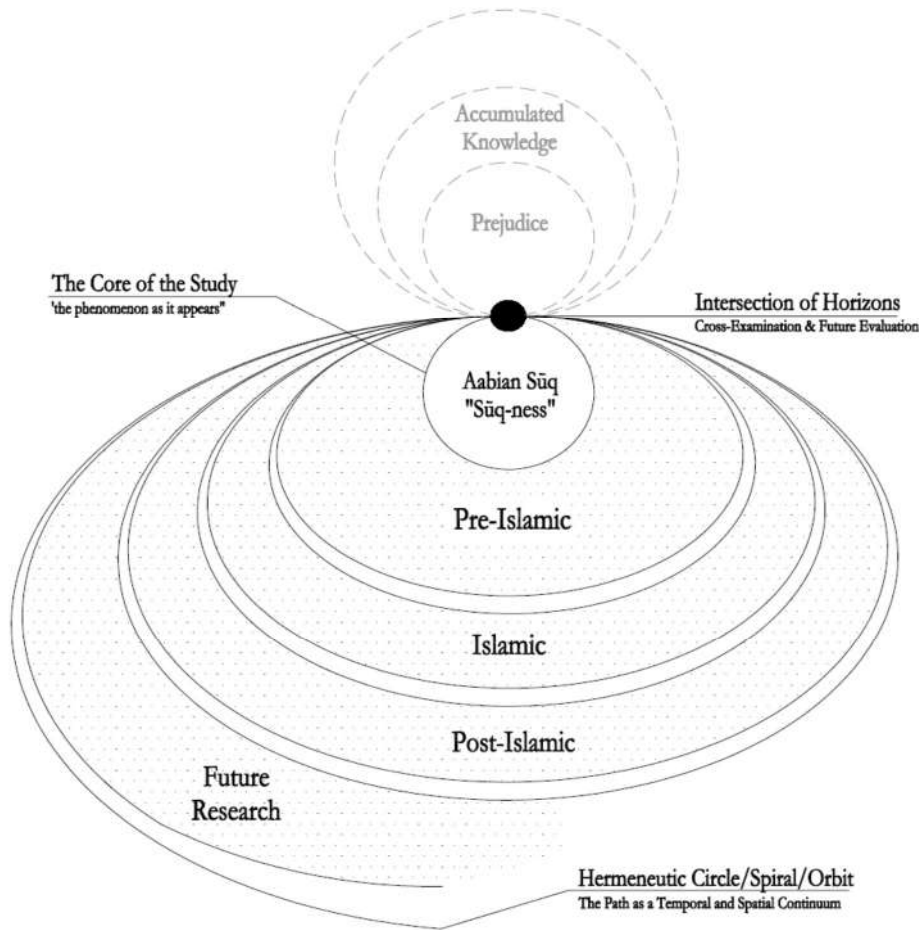 Accumulated
Knowledge
Prejudice
The Core of the Study
"the phenomenon as it appears"
Intersection of Horizons
Cross-Examination & Future Evaluation
Aabian Sūq
"Sūq-ness"
Pre-Islamic
Islamic
Post-Islamic
Future
Research
Hermeneutic Circle/Spiral/Orbit
The Path as a Temporal and Spatial Continuum